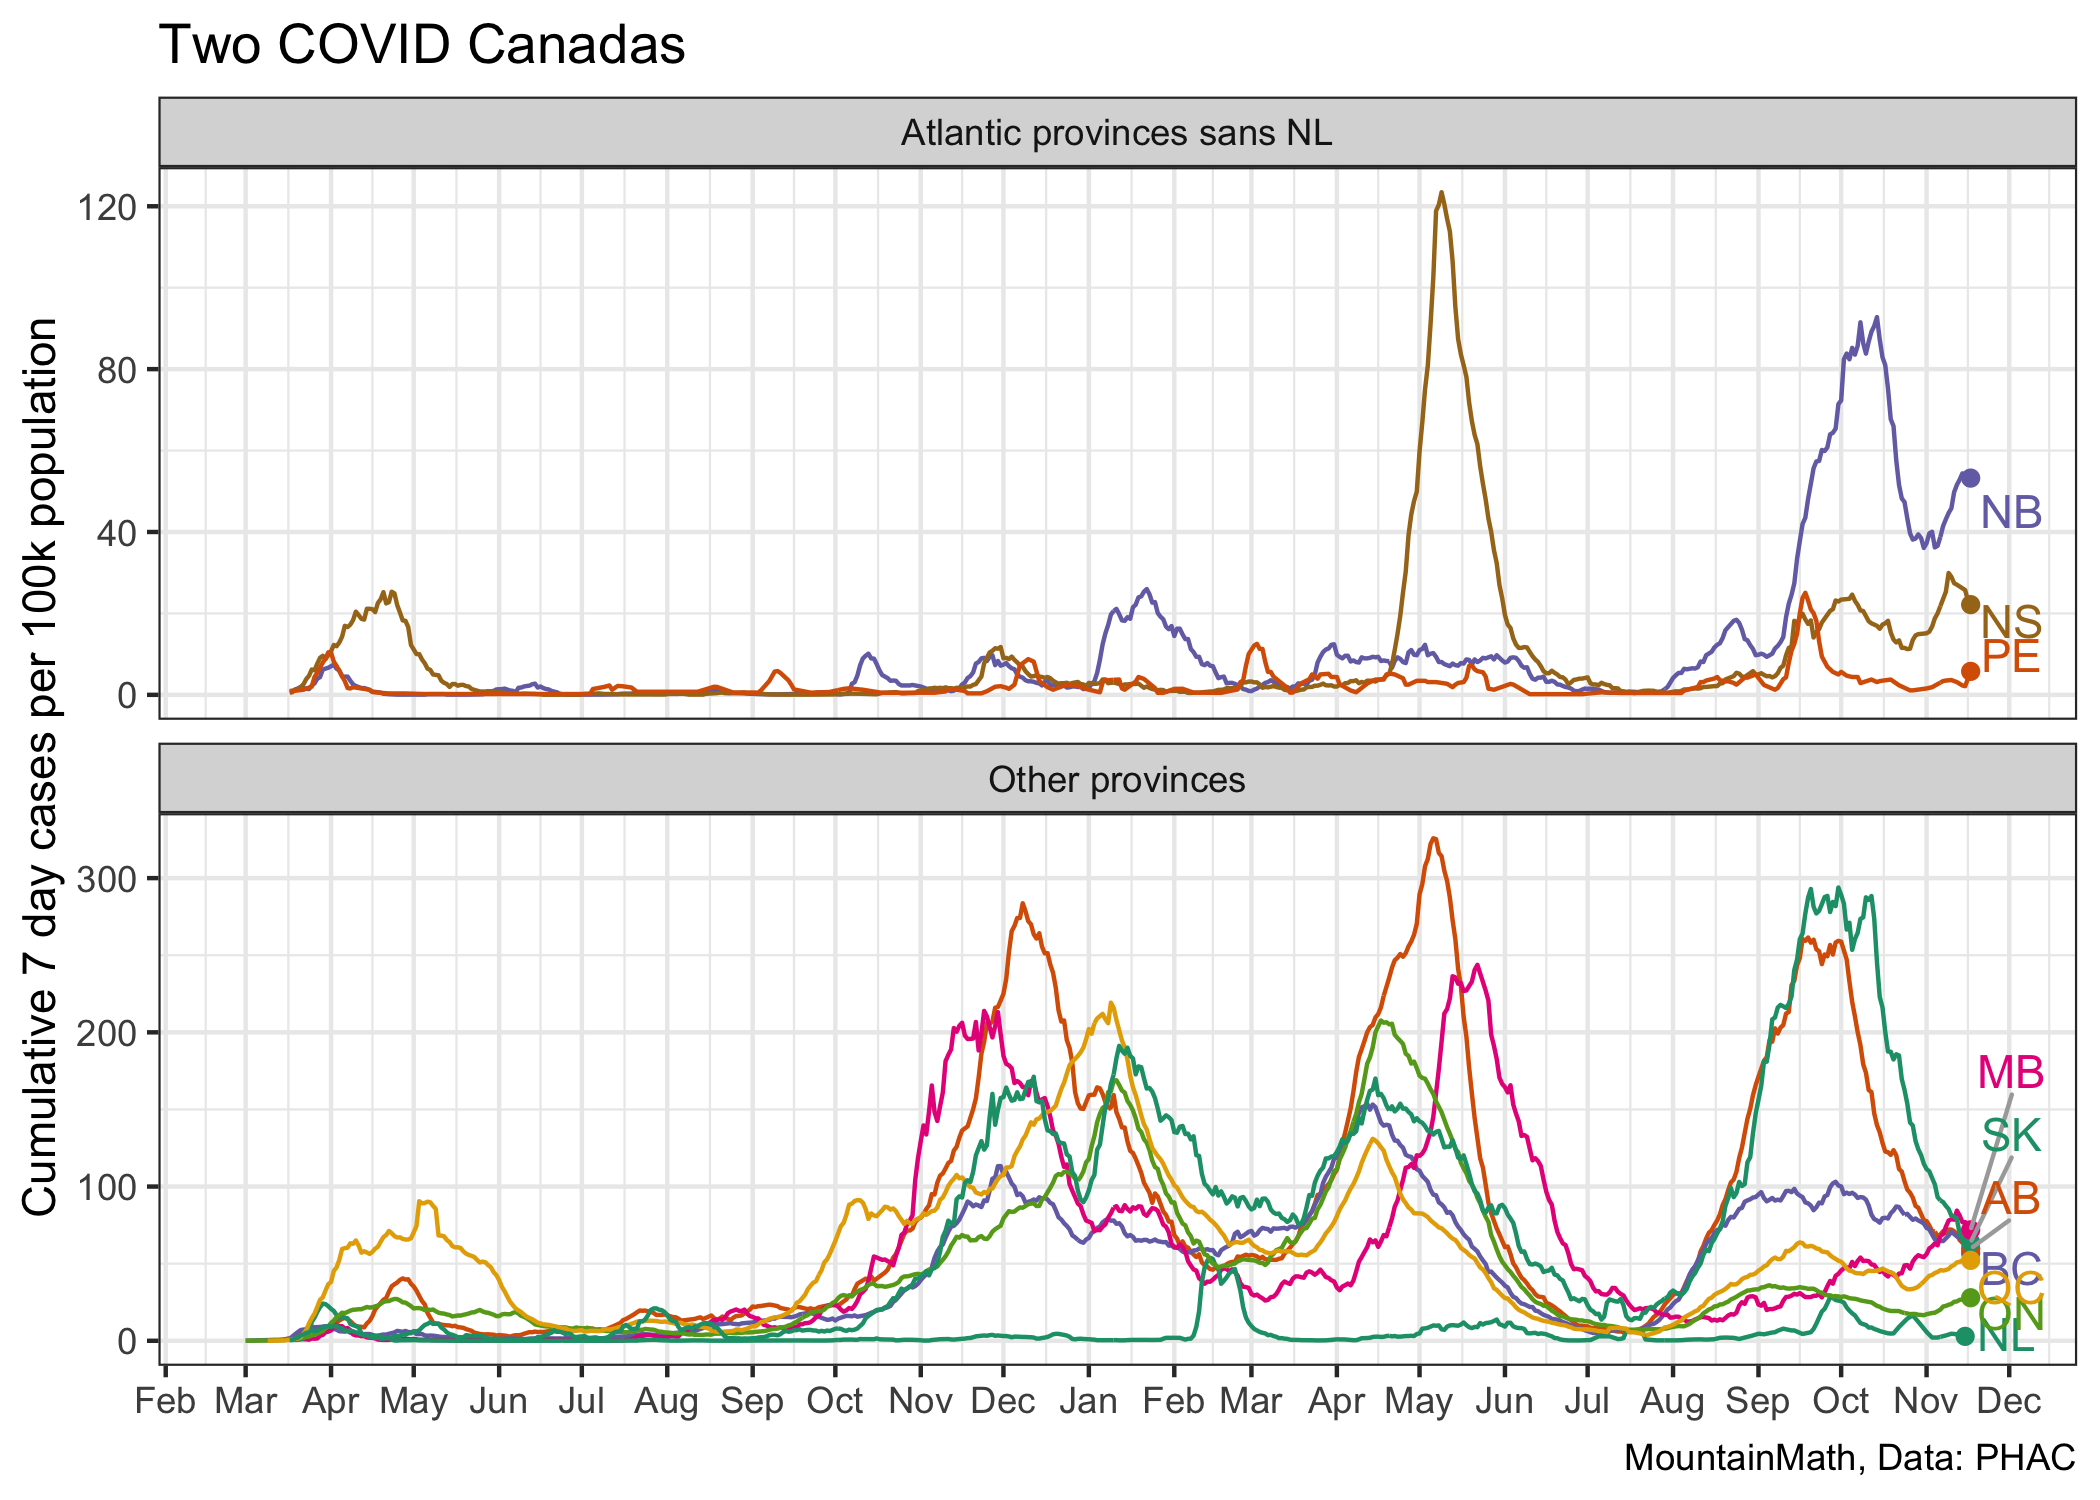 Two COVID Canadas
Atlantic provinces sans NL
Cumulative 7 day cases per 100k population
120
80
40
0
NB
NS
PE
Other provinces
300
200
100
0
MB
SK
AB
BC
QC
ON
NL
Feb Mar Apr May Jun Jul Aug Sep Oct Nov Dec Jan Feb Mar Apr May Jun Jul Aug Sep Oct Nov Dec
MountainMath, Data: PHAC